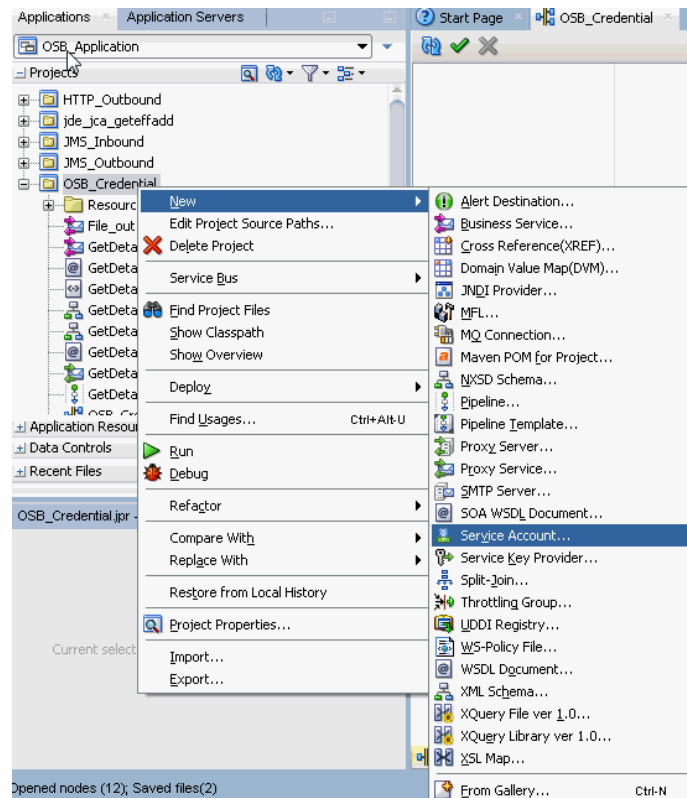 Applications
Application Servers
Start Page
OSB_Credential
OSB_Application
Projects
HTTP_Outbound
jde_jca_geteffadd
JMS_Inbound
JMS_Outbound
OSB_Credential
Resourc
File_out
GetDeta
GetDeta
GetDeta
GetDeta
GetDeta
GetDeta
GetDeta
GetDeta
OSB_Cre
Application Resour
Data Controls
Recent Files
OSB_Credential.jpr -
Current select
Opened nodes (12); Saved files(2)
New
Edit Project Source Paths...
Delete Project
Service Bus
Find Project Files
Show Classpath
Show Overview
Deploy
Find Usages... Ctrl+Alt-U
Run
Debug
Refactor
Compare With
Replace With
Restore from Local History
Project Properties...
Import...
Export...
Alert Destination...
Business Service...
Cross Reference(XREF)...
Domain Value Map(DVM)...
JNDI Provider...
MFL...
MQ Connection...
Maven POM for Project...
NXSD Schema...
Pipeline...
Pipeline Template...
Proxy Server...
Proxy Service...
SMTP Server...
SOA WSDL Document...
Service Account...
Service Key Provider...
Split-Join...
Throttling Group...
UDDI Registry...
WS-Policy File...
WSDL Document...
XML Schema...
XQuery File ver 1.0...
XQuery Library ver 1.0...
XSL Map...
From Gallery... Ctrl-N